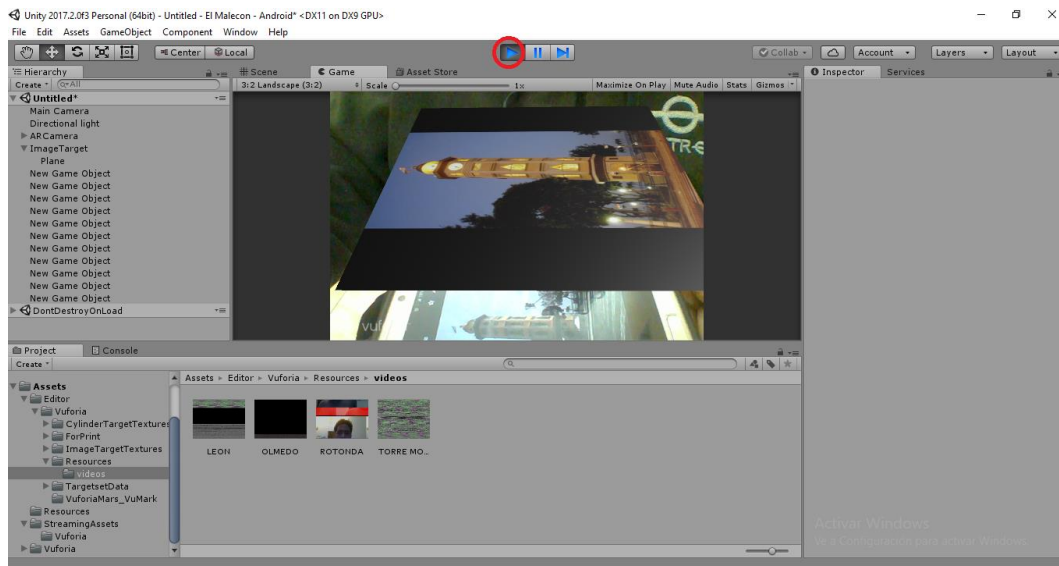 Unity 2017.2.0f3 Personal (64bit) - Untitled - El Malecon - Android* <DX11 on DX9 GPU>
File Edit Assets GameObject Component Window Help
Center Local Collab Account Layers Layout
Hierarchy Scene Game Asset Store Inspector Services
Create Q▾All 3:2 Landscape (3:2) Scale 1x Maximize On Play Mute Audio Stats Gizmos
Untitled*
Main Camera
Directional light
ARCamera
ImageTarget
Plane
New Game Object
New Game Object
New Game Object
New Game Object
New Game Object
New Game Object
New Game Object
New Game Object
New Game Object
New Game Object
New Game Object
DontDestroyOnLoad
TRE
vuf
Project Console
Create
Assets
Editor
Vuforia
CylinderTargetTextures
ForPrint
ImageTargetTextures
Resources
videos
TargetsetData
VuforiaMars_VuMark
Resources
StreamingAssets
Vuforia
Vuforia
Assets ▸ Editor ▸ Vuforia ▸ Resources ▸ videos
LEON OLMEDO ROTONDA TORRE MO...
Activar Windows
Ve a Configuración para activar Windows.